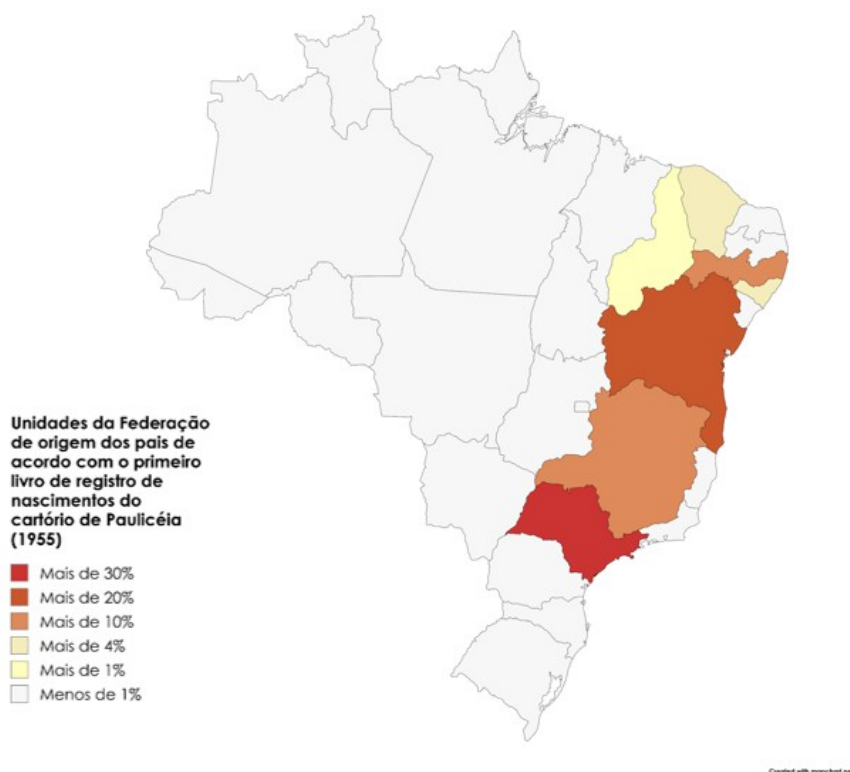 Unidades da Federação
de origem dos pais de
acordo com o primeiro
livro de registro de
nascimentos do
cartório de Paulicéia
(1955)
Mais de 30%
Mais de 20%
Mais de 10%
Mais de 4%
Mais de 1%
Menos de 1%
Created with